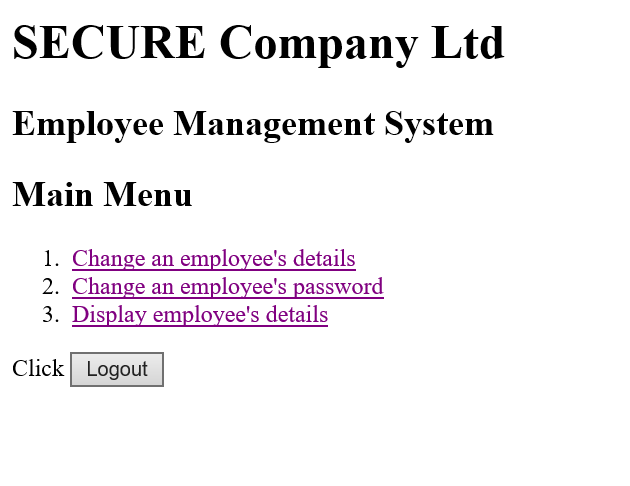 SECURE Company Ltd
Employee Management System
Main Menu
1. Change an employee's details
2. Change an employee's password
3. Display employee's details
Click Logout